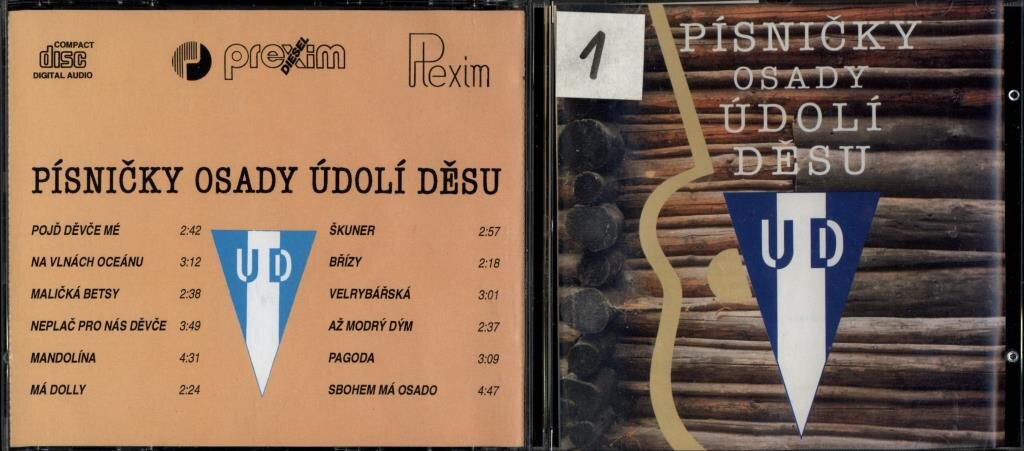 COMPACT
disc
DIGITAL AUDIO
prexim
DIESEL
Prexim
PÍSNIČKY OSADY ÚDOLÍ DĚSU
POJĎ DĚVČE MÉ 2:42
NA VLNÁCH OCEÁNU 3:12
MALIČKÁ BETSY 2:38
NEPLAČ PRO NÁS DĚVČE 3:49
MANDOLÍNA 4:31
MÁ DOLLY 2:24
UD
ŠKUNER 2:57
BŘÍZY 2:18
VELRYBÁŘSKÁ 3:01
AŽ MODRÝ DÝM 2:37
PAGODA 3:09
SBOHEM MÁ OSADO 4:47
1
PÍSNIČKY
OSADY
ÚDOLÍ
DĚSU
UD